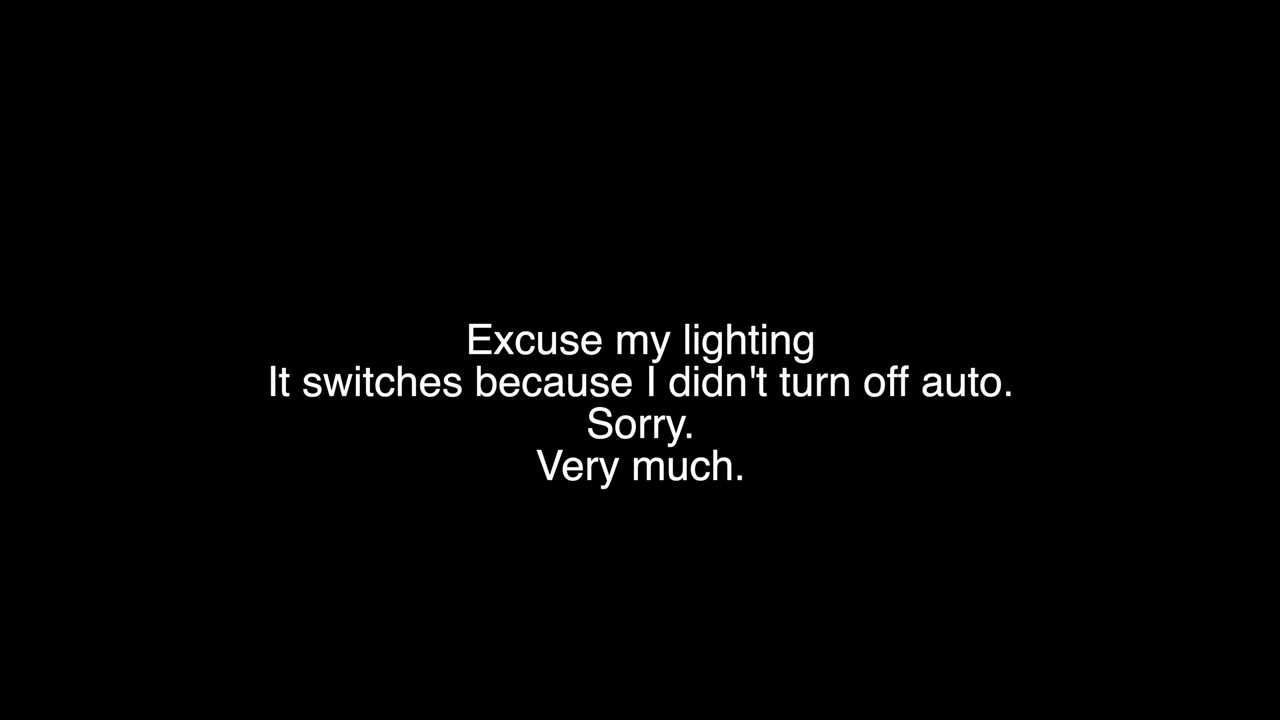 Excuse my lighting
It switches because I didn't turn off auto.
Sorry.
Very much.